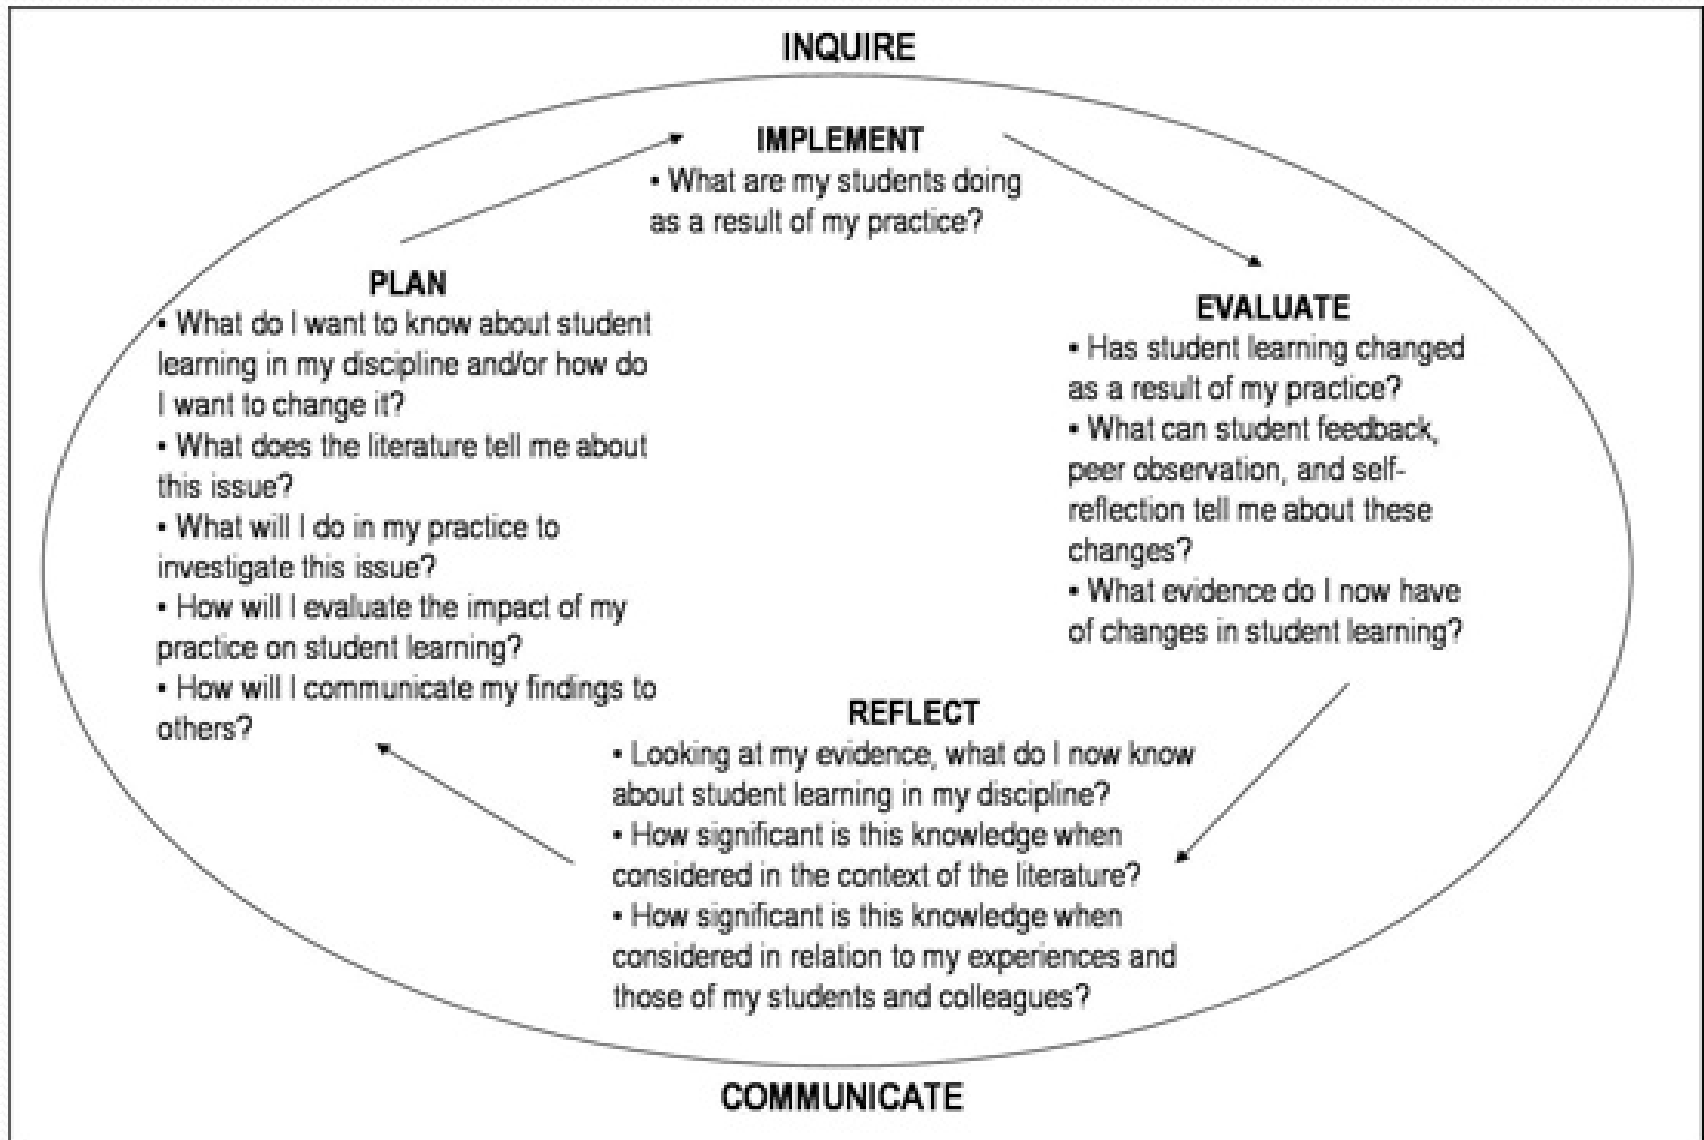 INQUIRE
IMPLEMENT
• What are my students doing
as a result of my practice?
PLAN
• What do I want to know about student
learning in my discipline and/or how do
I want to change it?
• What does the literature tell me about
this issue?
• What will I do in my practice to
investigate this issue?
• How will I evaluate the impact of my
practice on student learning?
• How will I communicate my findings to
others?
EVALUATE
• Has student learning changed
as a result of my practice?
• What can student feedback,
peer observation, and self-
reflection tell me about these
changes?
• What evidence do I now have
of changes in student learning?
REFLECT
• Looking at my evidence, what do I now know
about student learning in my discipline?
• How significant is this knowledge when
considered in the context of the literature?
• How significant is this knowledge when
considered in relation to my experiences and
those of my students and colleagues?
COMMUNICATE